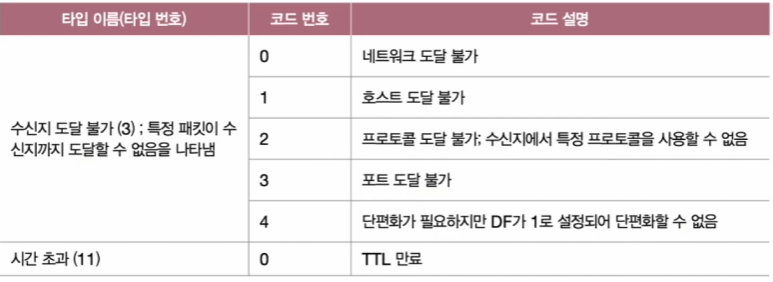 타입 이름(타입 번호) 코드 번호 코드 설명
수신지 도달 불가 (3) ; 특정 패킷이 수
신지까지 도달할 수 없음을 나타냄
0 네트워크 도달 불가
1 호스트 도달 불가
2 프로토콜 도달 불가; 수신지에서 특정 프로토콜을 사용할 수 없음
3 포트 도달 불가
4 단편화가 필요하지만 DF가 1로 설정되어 단편화할 수 없음
시간 초과 (11) 0 TTL 만료